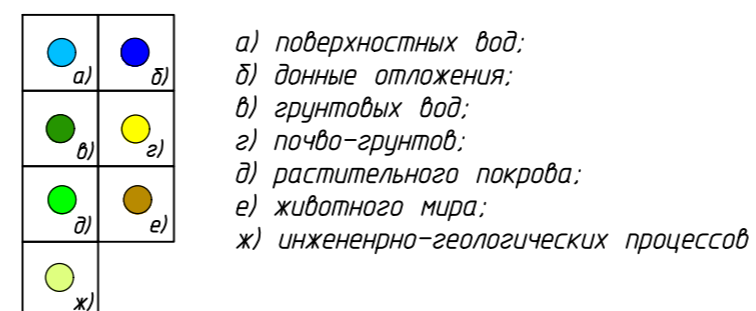 а)
б)
в)
г)
д)
е)
ж)
а) поверхностных вод;
б) донные отложения;
в) грунтовых вод;
г) почво-грунтов;
д) растительного покрова;
е) животного мира;
ж) инжененрно-геологических процессов